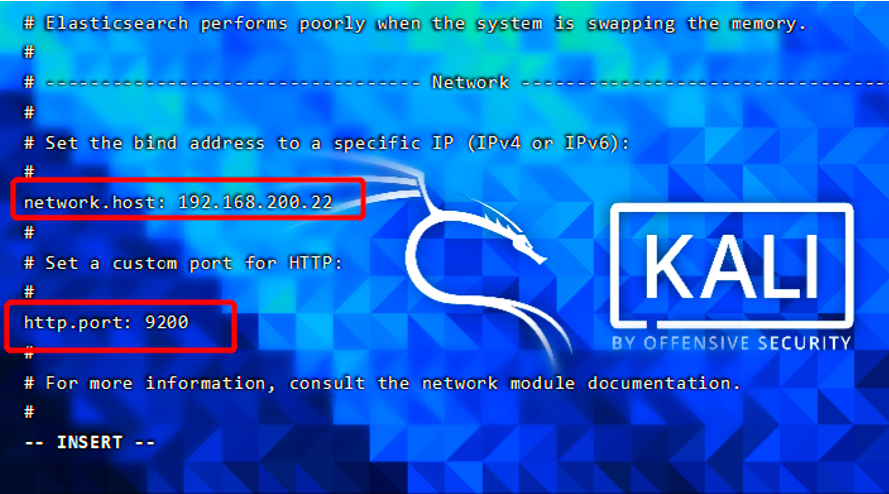 # Elasticsearch performs poorly when the system is swapping the memory.
#
# ---------------------------------- Network -----------------------------------
#
# Set the bind address to a specific IP (IPv4 or IPv6):
#
network.host: 192.168.200.22
#
# Set a custom port for HTTP:
#
http.port: 9200
#
# For more information, consult the network module documentation.
#
-- INSERT --
KALI
BY OFFENSIVE SECURITY